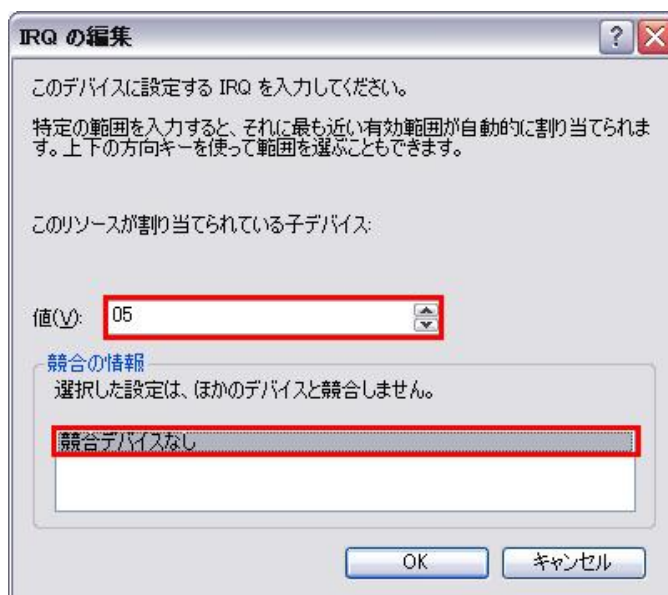 IRQ の編集
このデバイスに設定する IRQ を入力してください。
特定の範囲を入力すると、それに最も近い有効範囲が自動的に割り当てられま
す。上下の方向キーを使って範囲を選ぶこともできます。
このリソースが割り当てられている子デバイス:
値(V): 05
競合の情報
選択した設定は、ほかのデバイスと競合しません。
競合デバイスなし
OK キャンセル